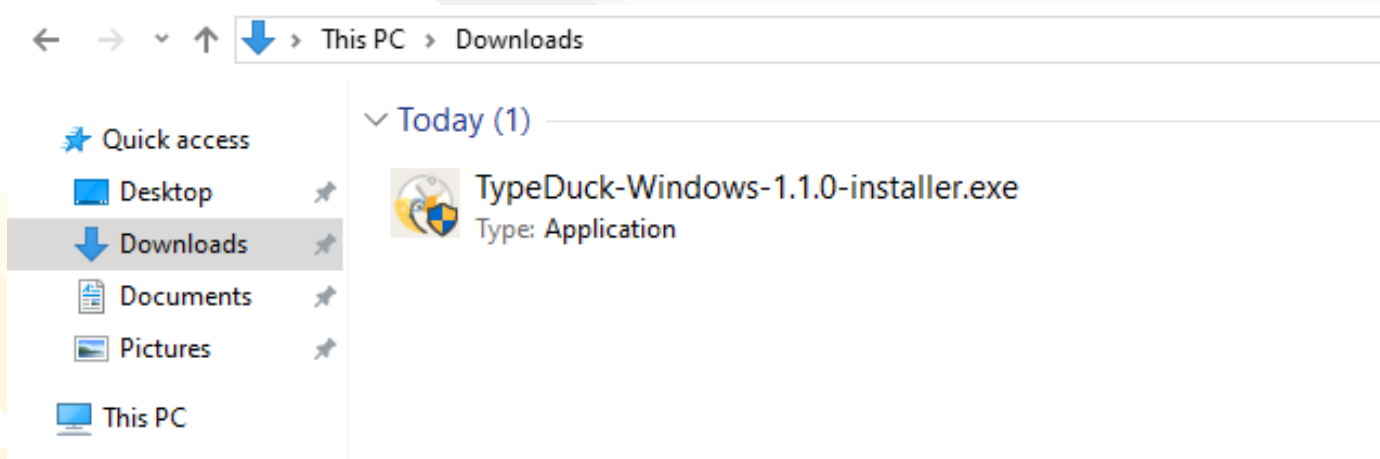 This PC > Downloads
Quick access
Desktop
Downloads
Documents
Pictures
This PC
Today (1)
TypeDuck-Windows-1.1.0-installer.exe
Type: Application